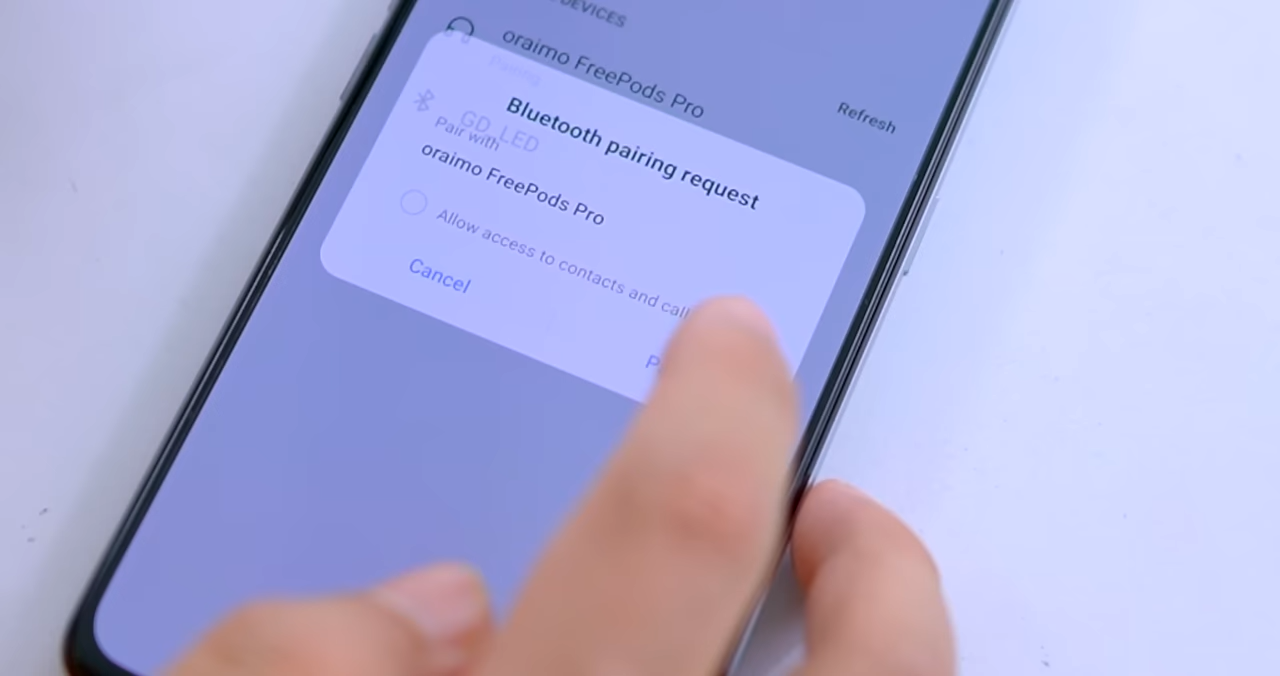 DEVICES
oraimo FreePods Pro
Pairing
Refresh
GD_LED
Bluetooth pairing request
Pair with
oraimo FreePods Pro
Allow access to contacts and call
Cancel